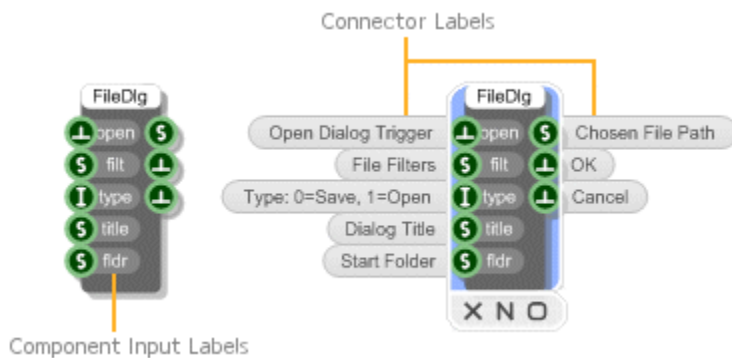 Connector Labels
FileDlg
open S
S filt
I type
S title
S fldr
Component Input Labels
FileDlg
Open Dialog Trigger open S Chosen File Path
File Filters S filt OK
Type: 0=Save, 1=Open I type Cancel
Dialog Title S title
Start Folder S fldr
X N O